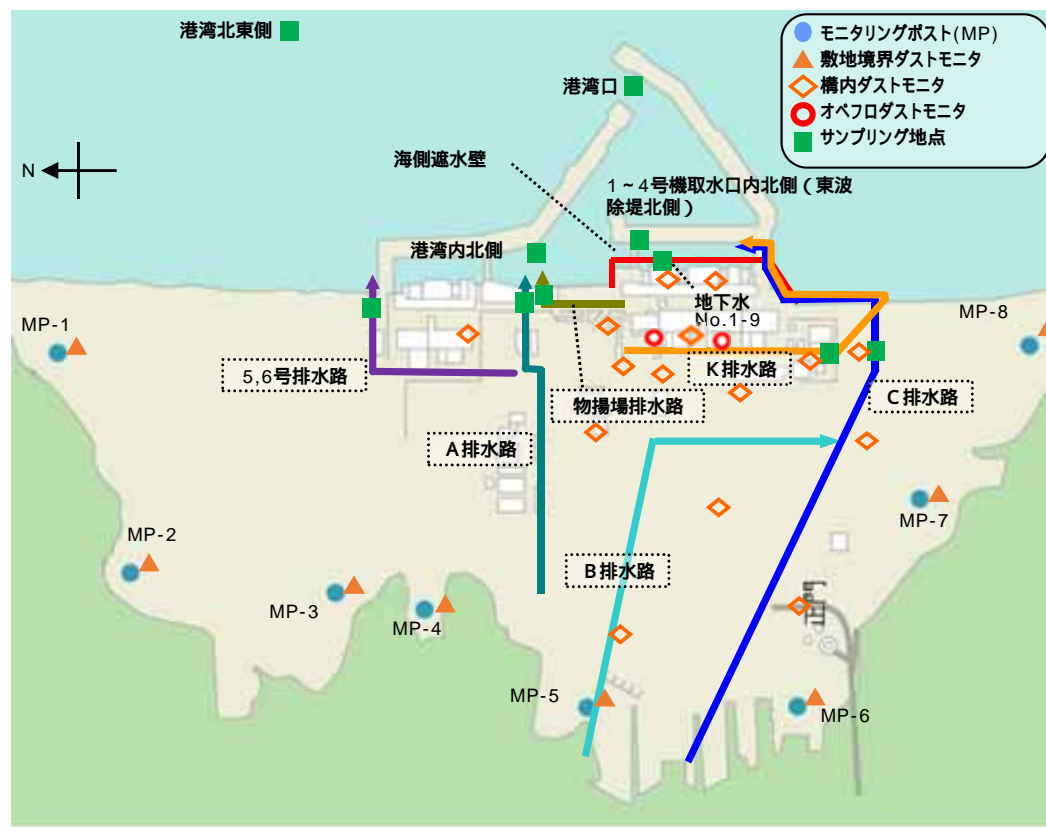 港湾北東側
港湾口
モニタリングポスト(MP)
敷地境界ダストモニタ
構内ダストモニタ
オペフロダストモニタ
サンプリング地点
N
海側遮水壁
1~4号機取水口内北側(東波
除堤北側)
港湾内北側
地下水
No.1-9
MP-1
MP-8
5,6号排水路
K排水路
物揚場排水路
C排水路
A排水路
MP-7
MP-2
B排水路
MP-3
MP-4
正門
MP-5
MP-6